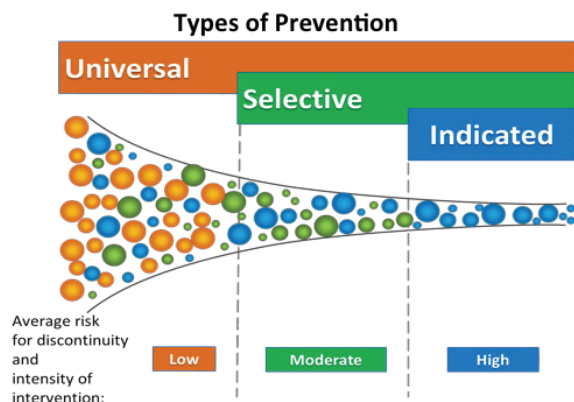 Types of Prevention
Universal
Selective
Indicated
Average risk
for discontinuity
and
intensity of
intervention:
Low
Moderate
High